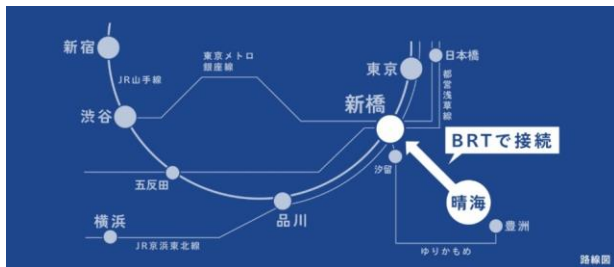 新宿
JR山手線
渋谷
東京メトロ
銀座線
東京
日本橋
都営浅草線
新橋
BRTで接続
汐留
晴海
五反田
品川
横浜
JR京浜東北線
豊洲
ゆりかもめ
路線図